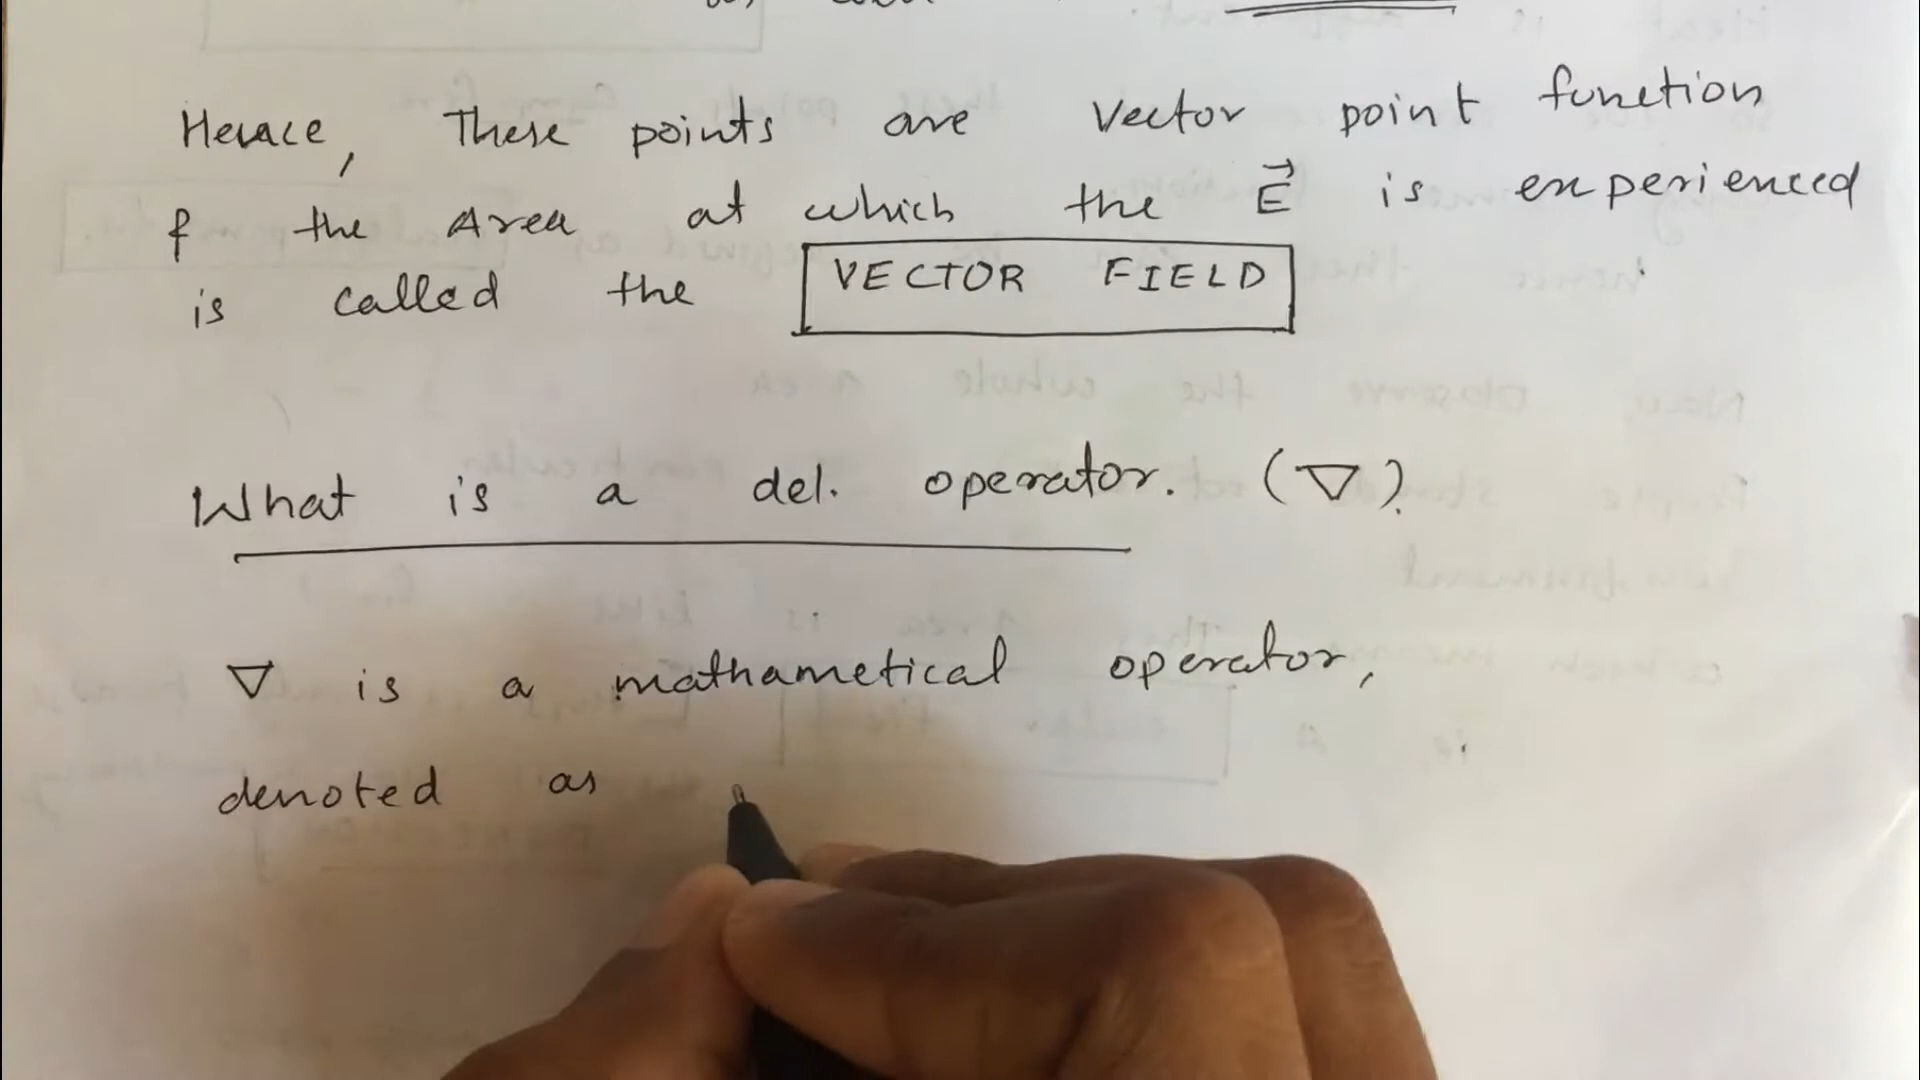 Hence, These points are Vector point function
f the Area at which the E⃗ is experienced
is called the VECTOR FIELD
What is a del. operator. (▽).
▽ is a mathametical operator,
denoted as